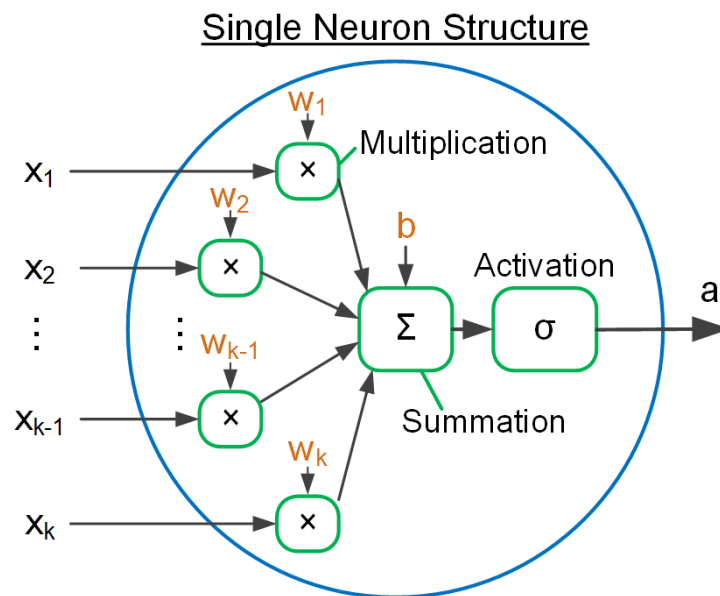 Single Neuron Structure
w₁
Multiplication
x₁
×
w₂
b
x₂
×
Activation
a
⋮
⋮
Σ
σ
wₖ₋₁
xₖ₋₁
×
Summation
wₖ
xₖ
×